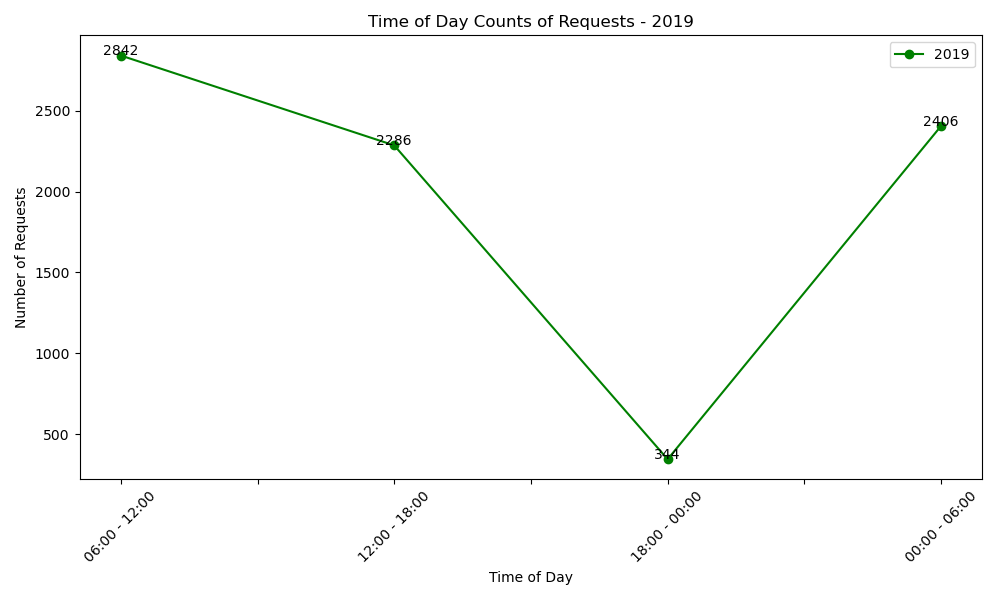 Time of Day Counts of Requests - 2019
2019
2842
2286
344
2406
2500
2000
1500
1000
500
Number of Requests
06:00 - 12:00
12:00 - 18:00
18:00 - 00:00
00:00 - 06:00
Time of Day